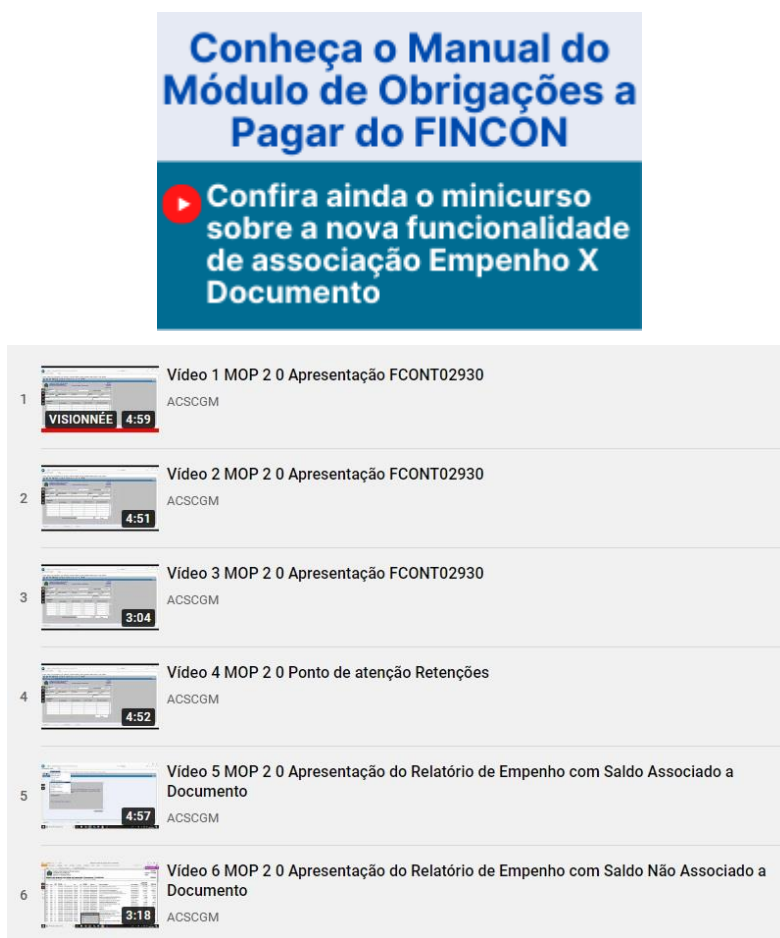 Conheça o Manual do
Módulo de Obrigações a
Pagar do FINCON
Confira ainda o minicurso
sobre a nova funcionalidade
de associação Empenho X
Documento
1
VISIONNÉE 4:59
Vídeo 1 MOP 2 0 Apresentação FCONT02930
ACSCGM
2
4:51
Vídeo 2 MOP 2 0 Apresentação FCONT02930
ACSCGM
3
3:04
Vídeo 3 MOP 2 0 Apresentação FCONT02930
ACSCGM
4
4:52
Vídeo 4 MOP 2 0 Ponto de atenção Retenções
ACSCGM
5
4:57
Vídeo 5 MOP 2 0 Apresentação do Relatório de Empenho com Saldo Associado a
Documento
ACSCGM
6
3:18
Vídeo 6 MOP 2 0 Apresentação do Relatório de Empenho com Saldo Não Associado a
Documento
ACSCGM